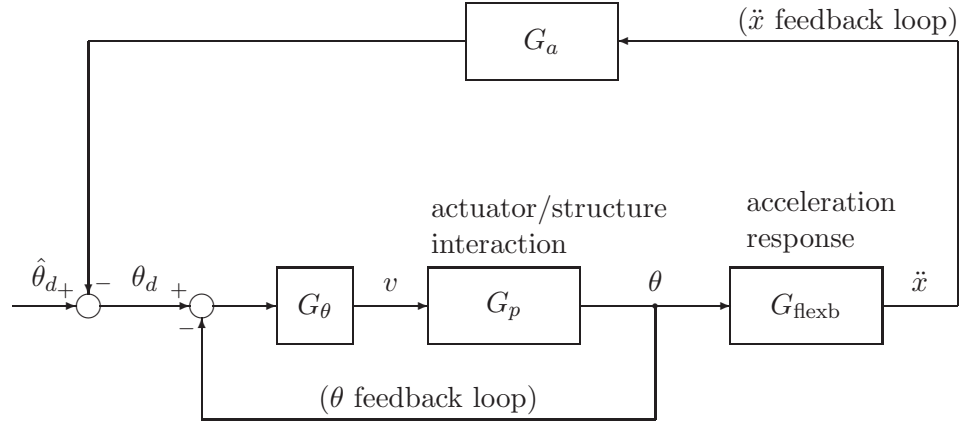 (ẍ feedback loop)
G_a
actuator/structure
interaction
acceleration
response
θ̂_d + − θ_d + − G_θ v G_p θ G_flexb ẍ
(θ feedback loop)